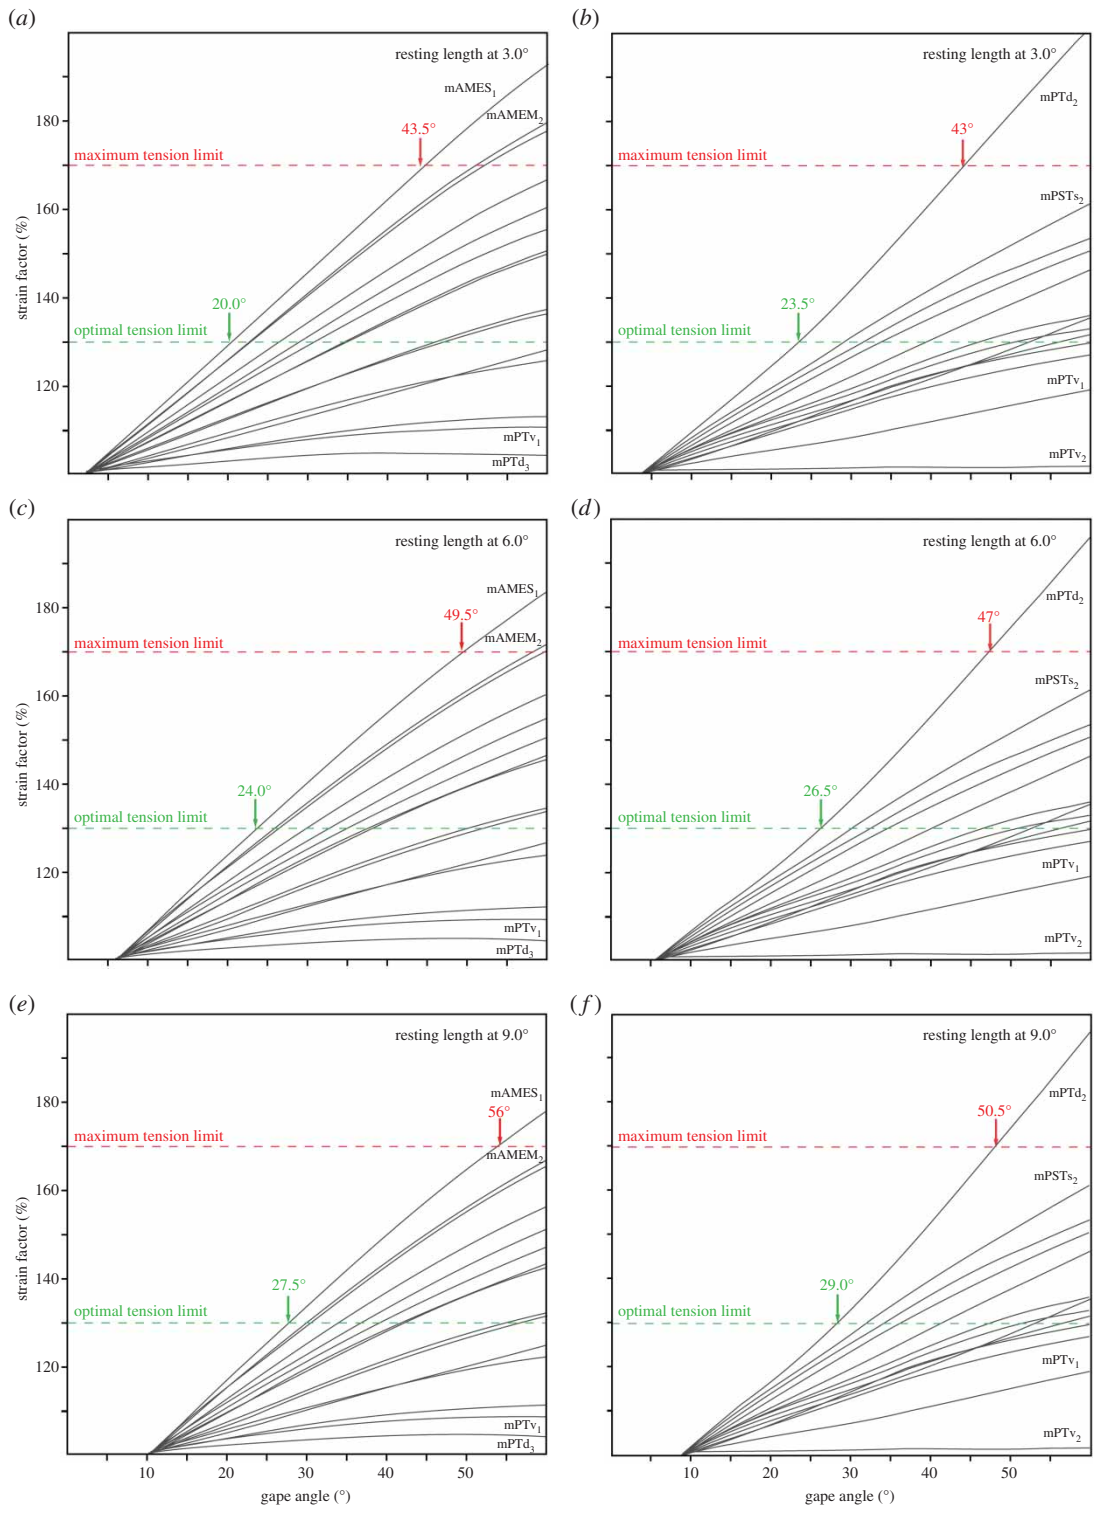 (a)
resting length at 3.0°
mAMES1
mAMEM2
180
43.5°
maximum tension limit
160
strain factor (%)
140
20.0°
optimal tension limit
120
mPTv1
mPTd3
(b)
resting length at 3.0°
mPTd2
43°
maximum tension limit
mPSTs2
23.5°
optimal tension limit
mPTv1
mPTv2
(c)
resting length at 6.0°
mAMES1
180
49.5°
mAMEM2
maximum tension limit
160
strain factor (%)
140
24.0°
optimal tension limit
120
mPTv1
mPTd3
(d)
resting length at 6.0°
mPTd2
47°
maximum tension limit
mPSTs2
26.5°
optimal tension limit
mPTv1
mPTv2
(e)
resting length at 9.0°
mAMES1
180
56°
maximum tension limit
mAMEM2
160
strain factor (%)
140
27.5°
optimal tension limit
120
mPTv1
mPTd3
10 20 30 40 50
gape angle (°)
(f)
resting length at 9.0°
mPTd2
50.5°
maximum tension limit
mPSTs2
29.0°
optimal tension limit
mPTv1
mPTv2
10 20 30 40 50
gape angle (°)